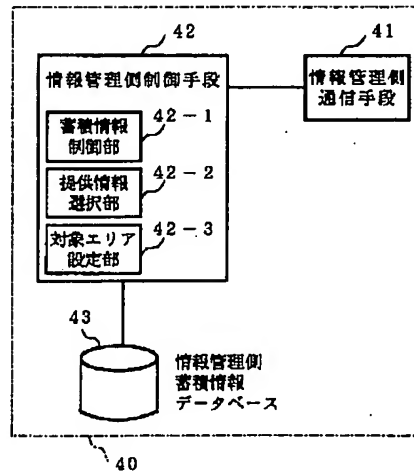 42
41
情報管理側制御手段
情報管理側
通信手段
蓄積情報
制御部
42-1
提供情報
選択部
42-2
対象エリア
設定部
42-3
43
情報管理側
蓄積情報
データベース
40